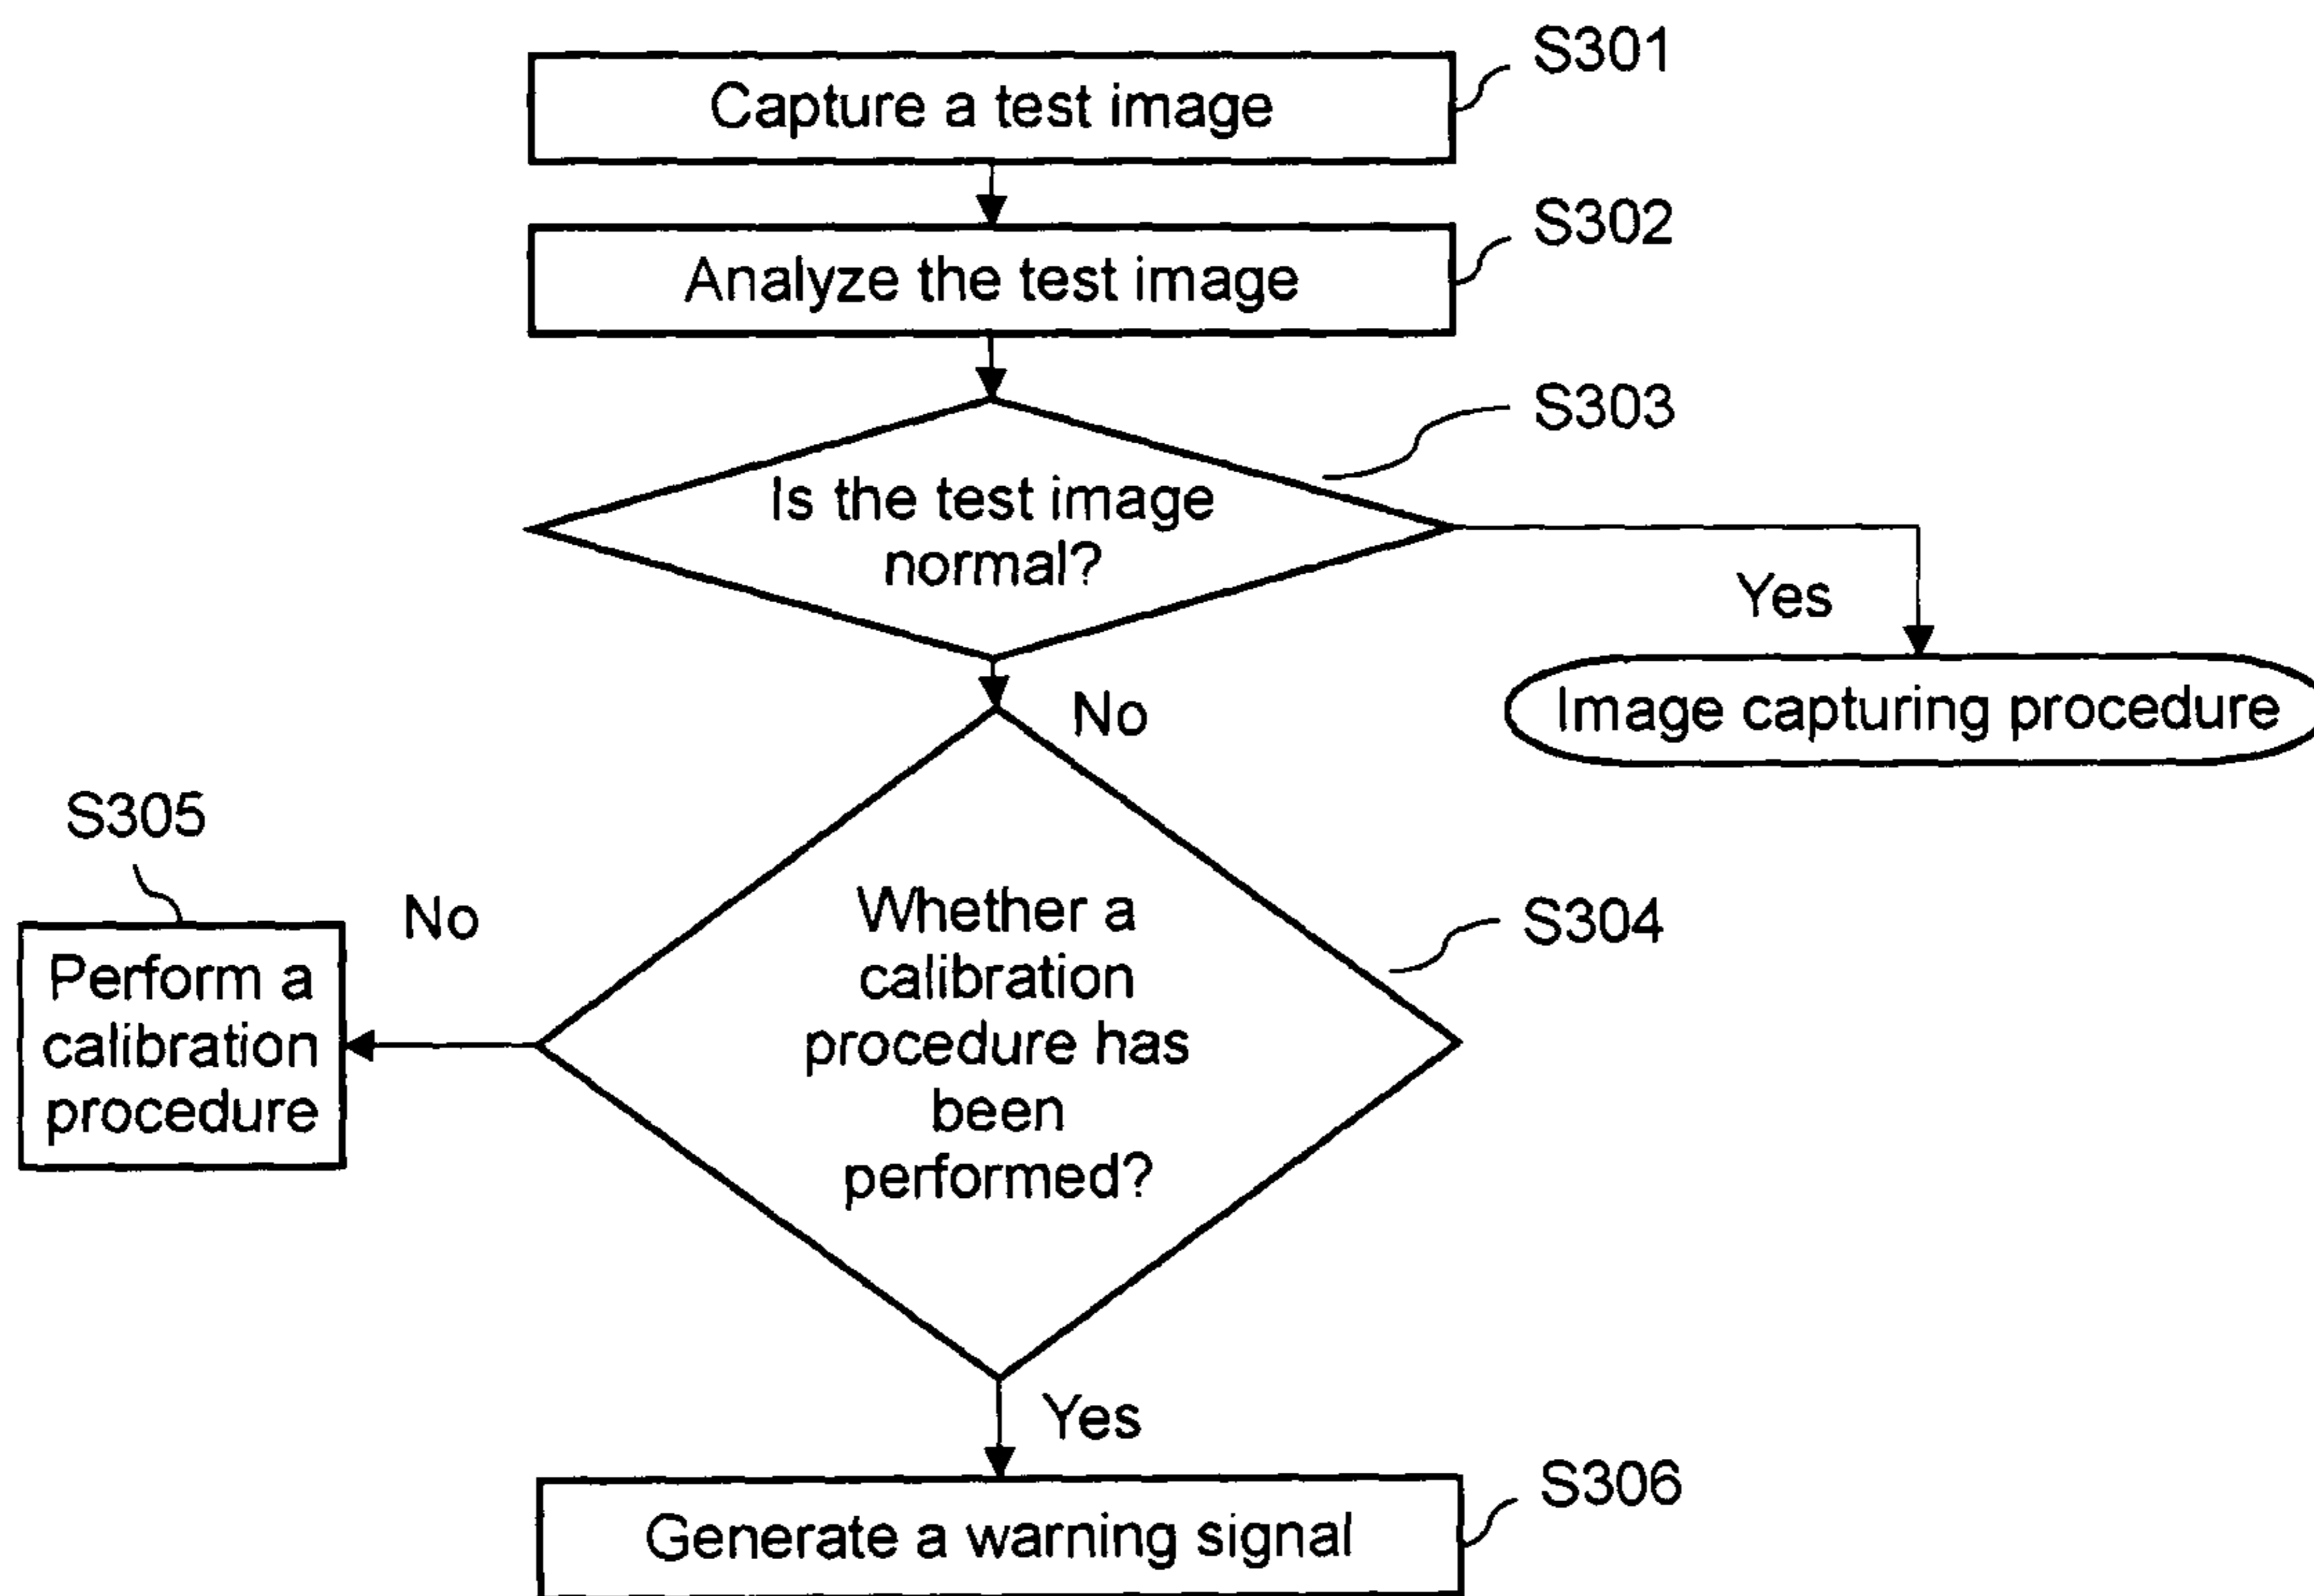 S301
Capture a test image
S302
Analyze the test image
S303
Is the test image
normal?
Yes
Image capturing procedure
No
S305
No
Perform a
calibration
procedure
Whether a
calibration
procedure has
been
performed?
S304
Yes
S306
Generate a warning signal